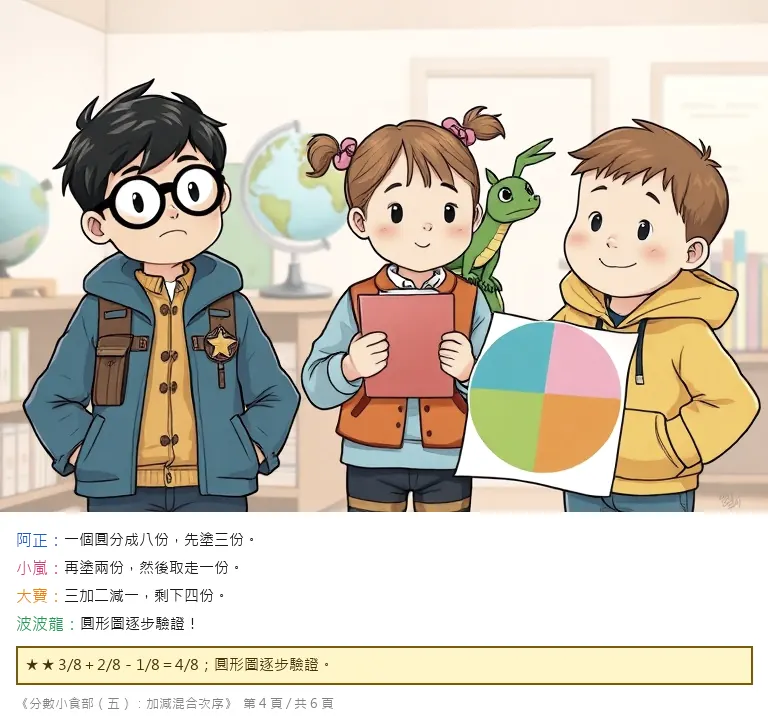 阿正：一個圓分成八份，先塗三份。
小嵐：再塗兩份，然後取走一份。
大寶：三加二減一，剩下四份。
波波龍：圓形圖逐步驗證！
★★ 3/8 + 2/8 - 1/8 = 4/8；圓形圖逐步驗證。
《分數小食部（五）：加減混合次序》 第 4 頁 / 共 6 頁